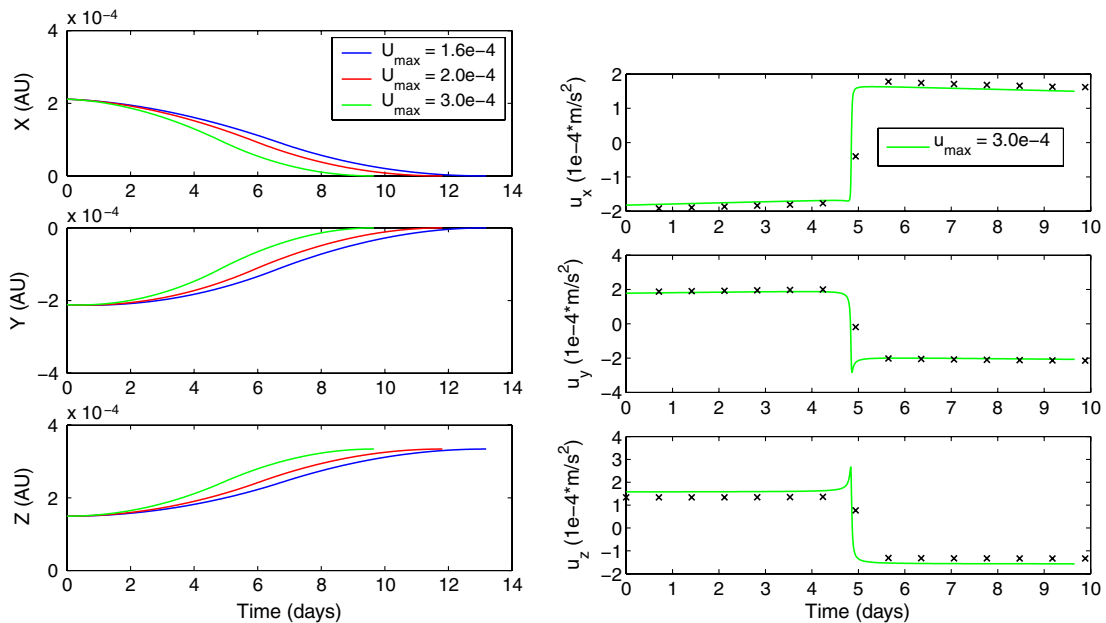 x 10⁻⁴
4
2
0
X (AU)
U_max = 1.6e−4
U_max = 2.0e−4
U_max = 3.0e−4
0 2 4 6 8 10 12 14
x 10⁻⁴
0
−2
−4
Y (AU)
0 2 4 6 8 10 12 14
x 10⁻⁴
4
2
0
Z (AU)
0 2 4 6 8 10 12 14
Time (days)
2
1
0
−1
−2
u_x (1e−4*m/s²)
u_max = 3.0e−4
0 1 2 3 4 5 6 7 8 9 10
4
2
0
−2
−4
u_y (1e−4*m/s²)
0 1 2 3 4 5 6 7 8 9 10
4
2
1
0
−1
−2
u_z (1e−4*m/s²)
0 1 2 3 4 5 6 7 8 9 10
Time (days)